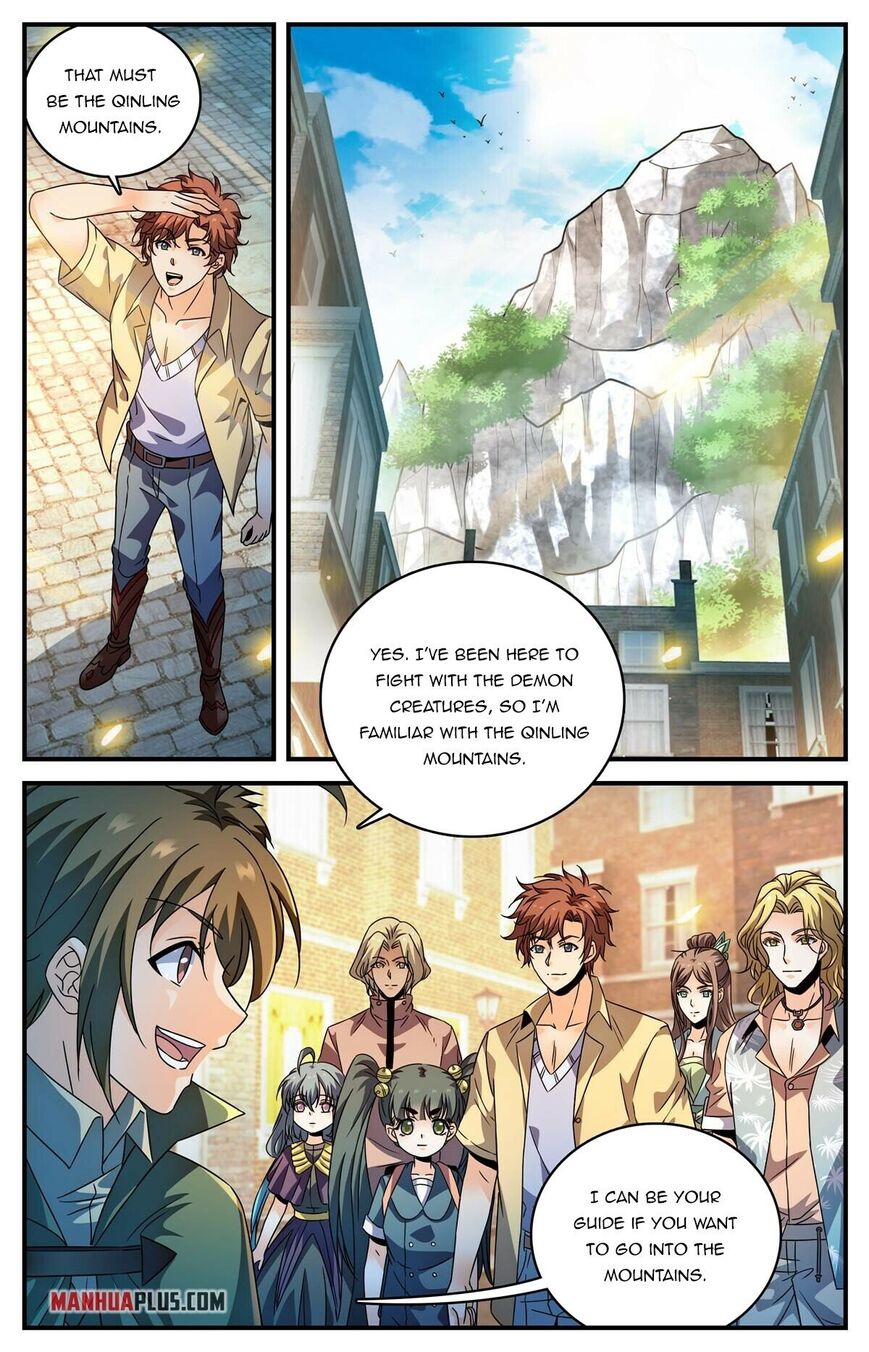 THAT MUST
BE THE QINLING
MOUNTAINS.
YES. I'VE BEEN HERE TO
FIGHT WITH THE DEMON
CREATURES, SO I'M
FAMILIAR WITH THE QINLING
MOUNTAINS.
I CAN BE YOUR
GUIDE IF YOU WANT
TO GO INTO THE
MOUNTAINS.
MANHUAPLUS.COM